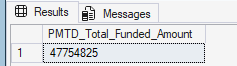 Results Messages
PMTD_Total_Funded_Amount
1 47754825